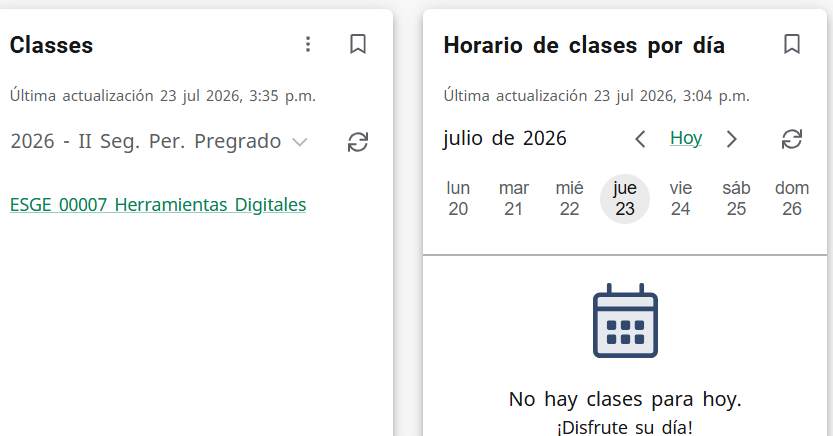 Classes
Última actualización 23 jul 2026, 3:35 p.m.
2026 - II Seg. Per. Pregrado
ESGE 00007 Herramientas Digitales
Horario de clases por día
Última actualización 23 jul 2026, 3:04 p.m.
julio de 2026
Hoy
lun mar mié jue vie sáb dom
20 21 22 23 24 25 26
No hay clases para hoy.
¡Disfrute su día!